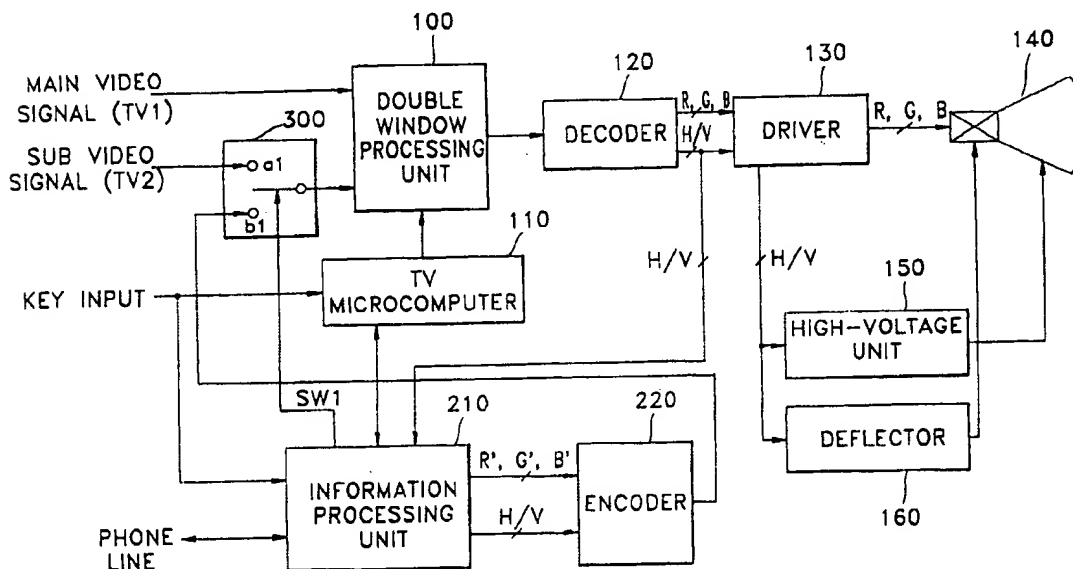 100
MAIN VIDEO
SIGNAL (TV1)
300
SUB VIDEO
SIGNAL (TV2)
a1
b1
DOUBLE
WINDOW
PROCESSING
UNIT
120
DECODER
R, G, B
H/V
130
DRIVER
R, G, B
140
110
KEY INPUT
TV
MICROCOMPUTER
H/V
H/V
150
HIGH-VOLTAGE
UNIT
SW1
210
220
DEFLECTOR
160
INFORMATION
PROCESSING
UNIT
R', G', B'
H/V
ENCODER
PHONE
LINE